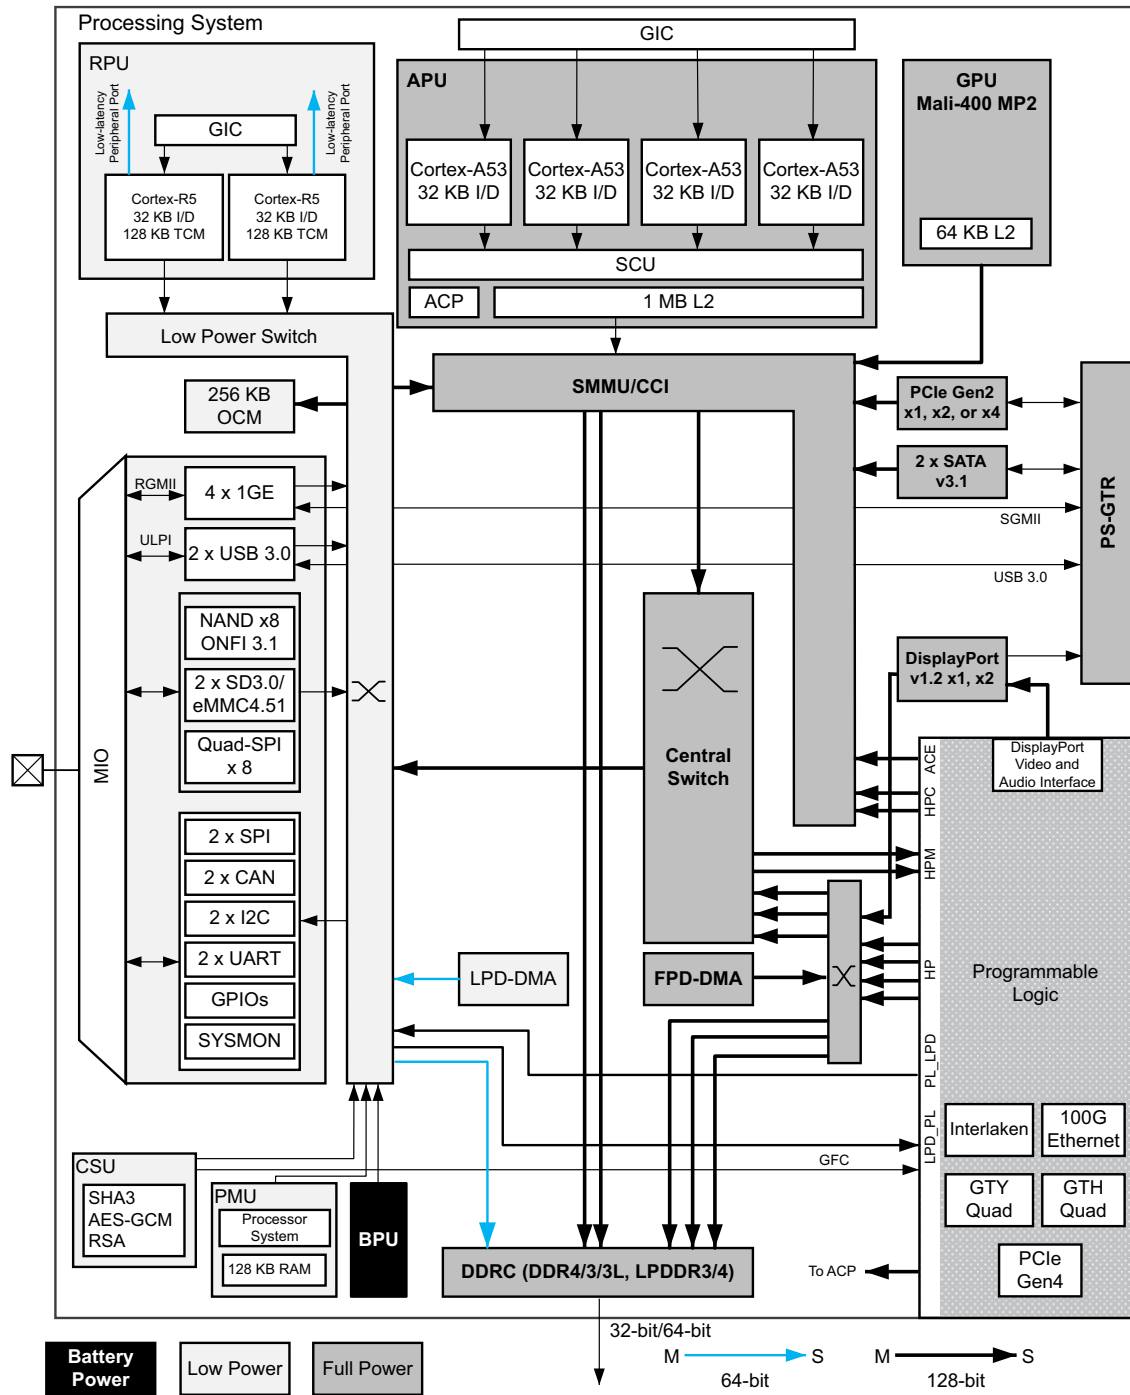 Processing System
RPU
Low-latency
Peripheral Port
Low-latency
Peripheral Port
GIC
Cortex-R5
32 KB I/D
128 KB TCM
Cortex-R5
32 KB I/D
128 KB TCM
GIC
APU
Cortex-A53
32 KB I/D
Cortex-A53
32 KB I/D
Cortex-A53
32 KB I/D
Cortex-A53
32 KB I/D
SCU
ACP
1 MB L2
GPU
Mali-400 MP2
64 KB L2
Low Power Switch
SMMU/CCI
256 KB
OCM
PCIe Gen2
x1, x2, or x4
2 x SATA
v3.1
PS-GTR
SGMII
USB 3.0
RGMII
4 x 1GE
ULPI
2 x USB 3.0
NAND x8
ONFI 3.1
2 x SD3.0/
eMMC4.51
Quad-SPI
x 8
MIO
2 x SPI
2 x CAN
2 x I2C
2 x UART
GPIOs
SYSMON
Central
Switch
DisplayPort
v1.2 x1, x2
DisplayPort
Video and
Audio Interface
ACE
HPC
HPM
HP
PL_LPD
LPD_PL
Programmable
Logic
LPD-DMA
FPD-DMA
Interlaken
100G
Ethernet
GTY
Quad
GTH
Quad
PCIe
Gen4
GFC
CSU
SHA3
AES-GCM
RSA
PMU
Processor
System
128 KB RAM
BPU
DDRC (DDR4/3/3L, LPDDR3/4)
To ACP
32-bit/64-bit
Battery
Power
Low Power
Full Power
M
S
64-bit
M
S
128-bit